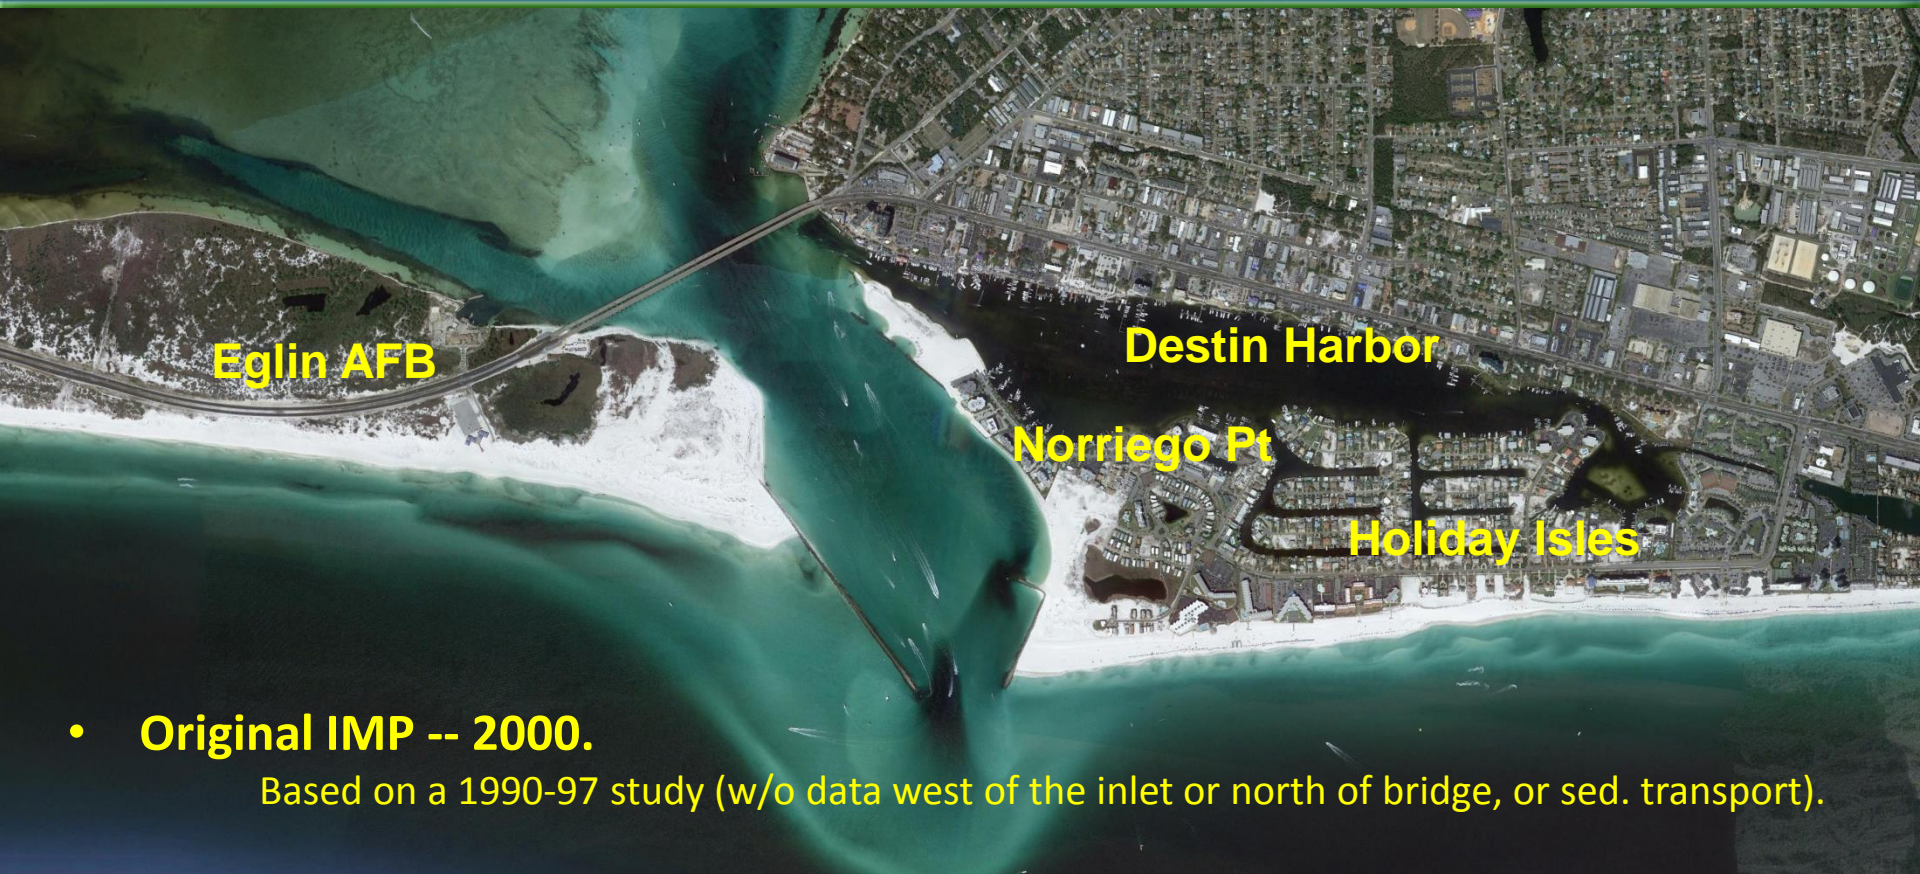 Eglin AFB
Destin Harbor
Norriego Pt
Holiday Isles
• Original IMP -- 2000.
Based on a 1990-97 study (w/o data west of the inlet or north of bridge, or sed. transport).